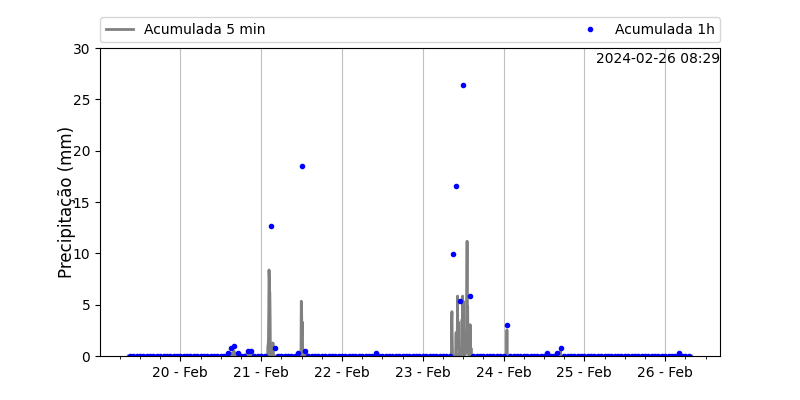 Acumulada 5 min
Acumulada 1h
2024-02-26 08:29
Precipitação (mm)
30
25
20
15
10
5
0
20 - Feb
21 - Feb
22 - Feb
23 - Feb
24 - Feb
25 - Feb
26 - Feb